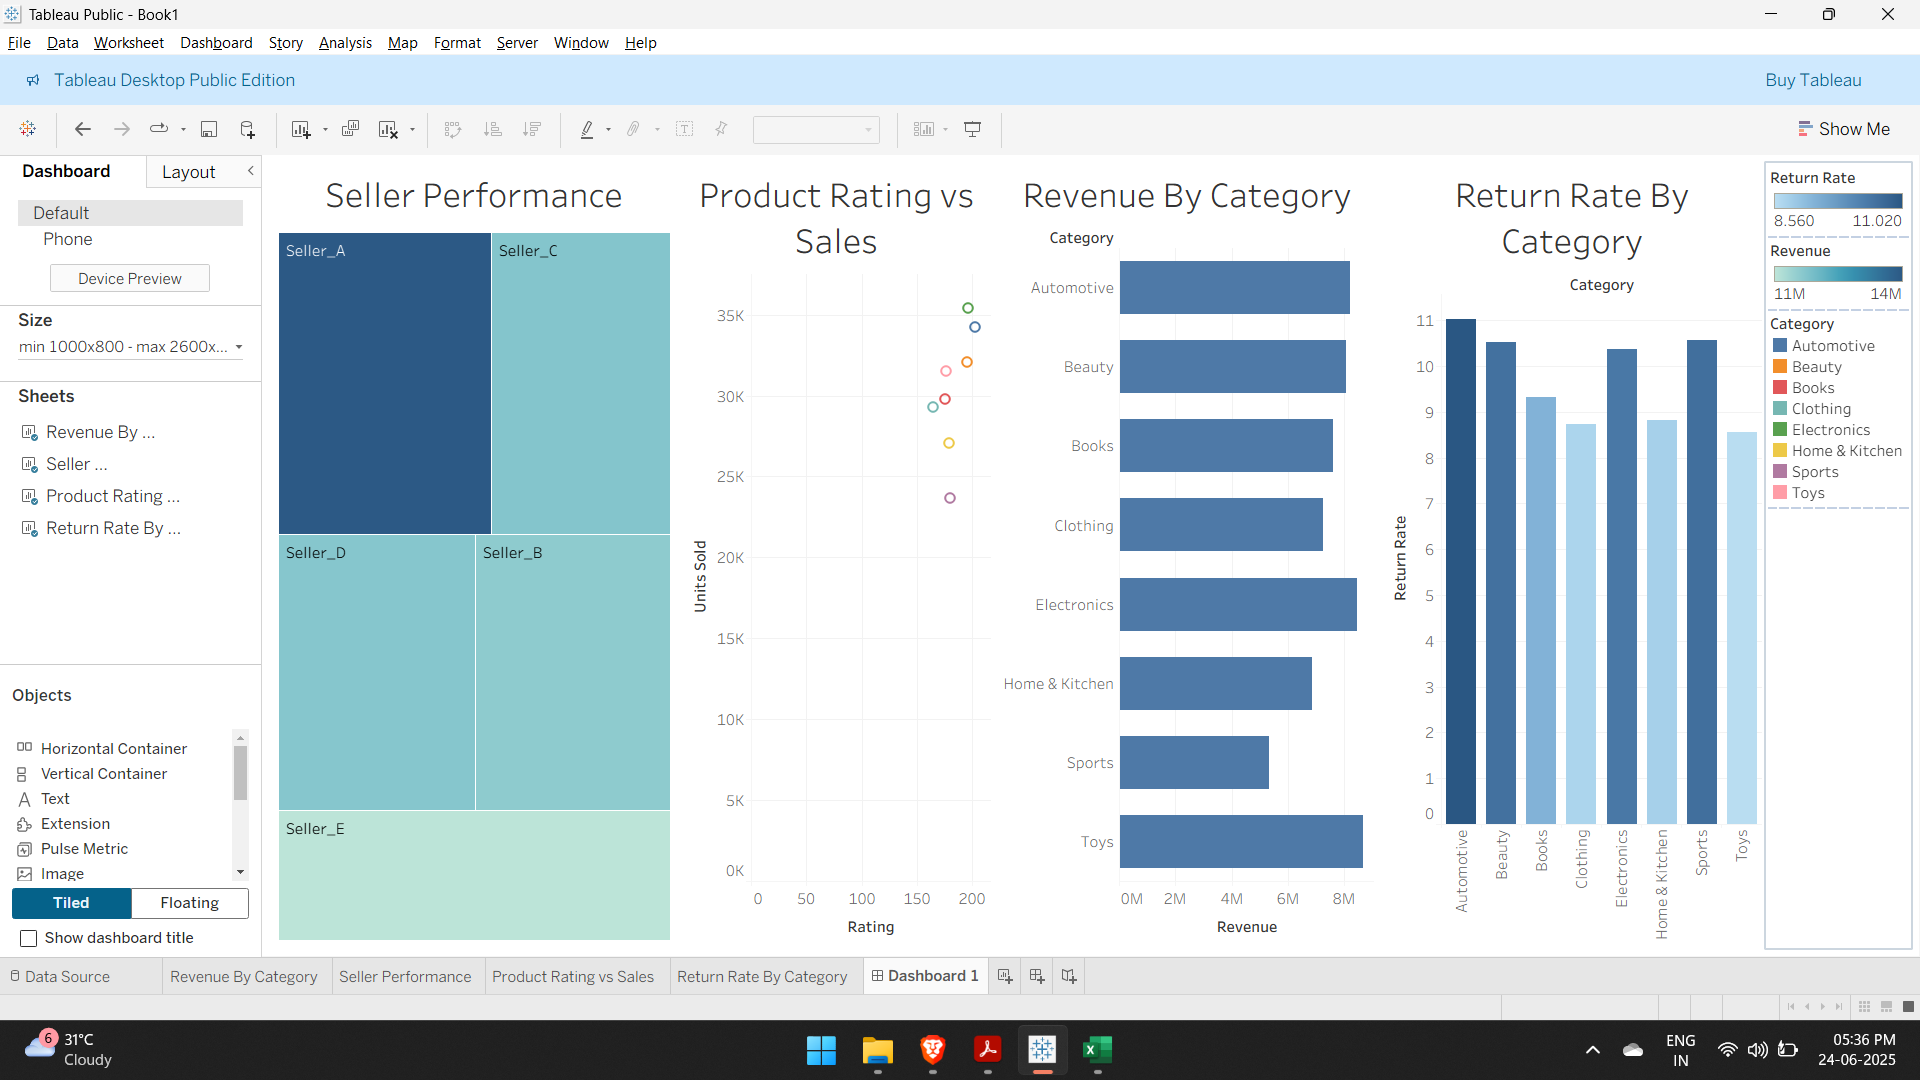 Tableau Public - Book1
File Data Worksheet Dashboard Story Analysis Map Format Server Window Help
Tableau Desktop Public Edition
Buy Tableau
Show Me
Dashboard
Layout
Default
Phone
Device Preview
Size
min 1000x800 - max 2600x...
Sheets
Revenue By ...
Seller ...
Product Rating ...
Return Rate By ...
Objects
Horizontal Container
Vertical Container
Text
Extension
Pulse Metric
Image
Tiled
Floating
Show dashboard title
Seller Performance
Seller_A
Seller_C
Seller_D
Seller_B
Seller_E
Product Rating vs
Sales
Units Sold
35K
30K
25K
20K
15K
10K
5K
0K
0 50 100 150 200
Rating
Revenue By Category
Category
Automotive
Beauty
Books
Clothing
Electronics
Home & Kitchen
Sports
Toys
0M 2M 4M 6M 8M
Revenue
Return Rate By
Category
Category
Return Rate
11
10
9
8
7
6
5
4
3
2
1
0
Automotive
Beauty
Books
Clothing
Electronics
Home & Kitchen
Sports
Toys
Return Rate
8.560 11.020
Revenue
11M 14M
Category
Automotive
Beauty
Books
Clothing
Electronics
Home & Kitchen
Sports
Toys
Data Source
Revenue By Category
Seller Performance
Product Rating vs Sales
Return Rate By Category
Dashboard 1
6
31°C
Cloudy
ENG
IN
05:36 PM
24-06-2025